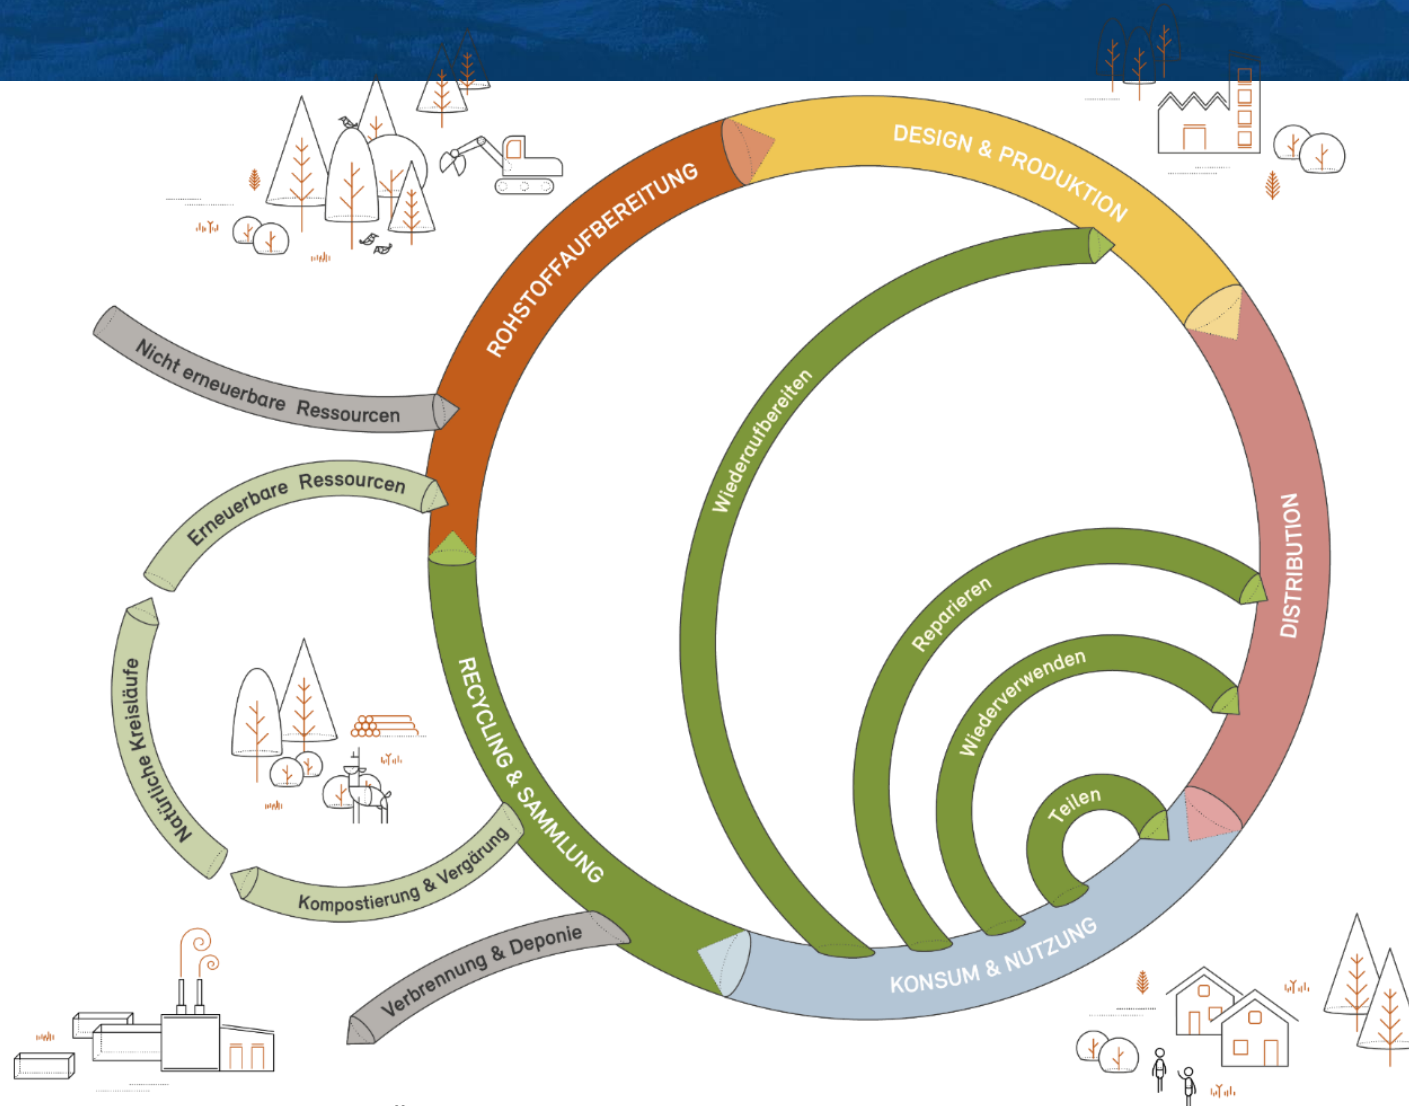 DESIGN & PRODUKTION
ROHSTOFFAUFBEREITUNG
Nicht erneuerbare Ressourcen
Erneuerbare Ressourcen
Wiederaufbereiten
DISTRIBUTION
Reparieren
Wiederverwenden
Natürliche Kreisläufe
RECYCLING & SAMMLUNG
Teilen
Kompostierung & Vergärung
Verbrennung & Deponie
KONSUM & NUTZUNG